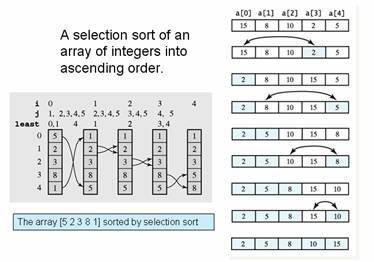 A selection sort of an
array of integers into
ascending order.
i 0 1 2 3 4
j 1, 2,3,4,5 2,3,4,5 3,4,5 4, 5
least 0,1 4 1 2 3,4
0 5 1 1 1 1
1 2 2 2 2 2
2 3 3 3 3 3
3 8 8 8 8 5
4 1 5 5 5 8
The array [5 2 3 8 1] sorted by selection sort
a[0] a[1] a[2] a[3] a[4]
15 8 10 2 5
15 8 10 2 5
2 8 10 15 5
2 8 10 15 5
2 5 10 15 8
2 5 10 15 8
2 5 8 15 10
2 5 8 15 10
2 5 8 10 15